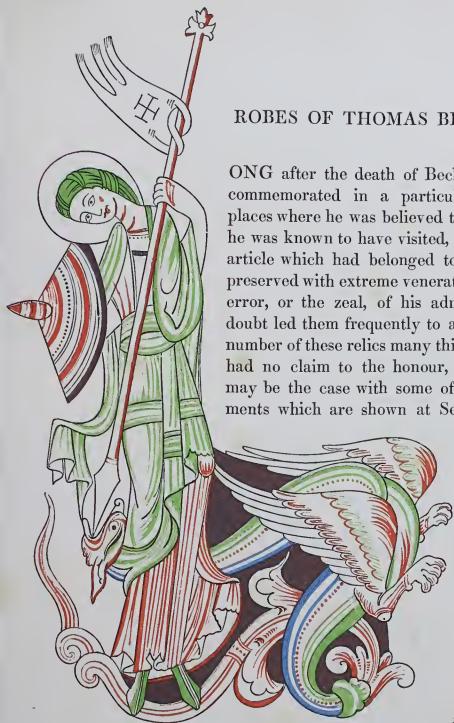 ROBES OF THOMAS BE
ONG after the death of Bec
commemorated in a particu
places where he was believed t
he was known to have visited,
article which had belonged to
preserved with extreme venerat
error, or the zeal, of his adn
doubt led them frequently to a
number of these relics many thi
had no claim to the honour,
may be the case with some of
ments which are shown at Se